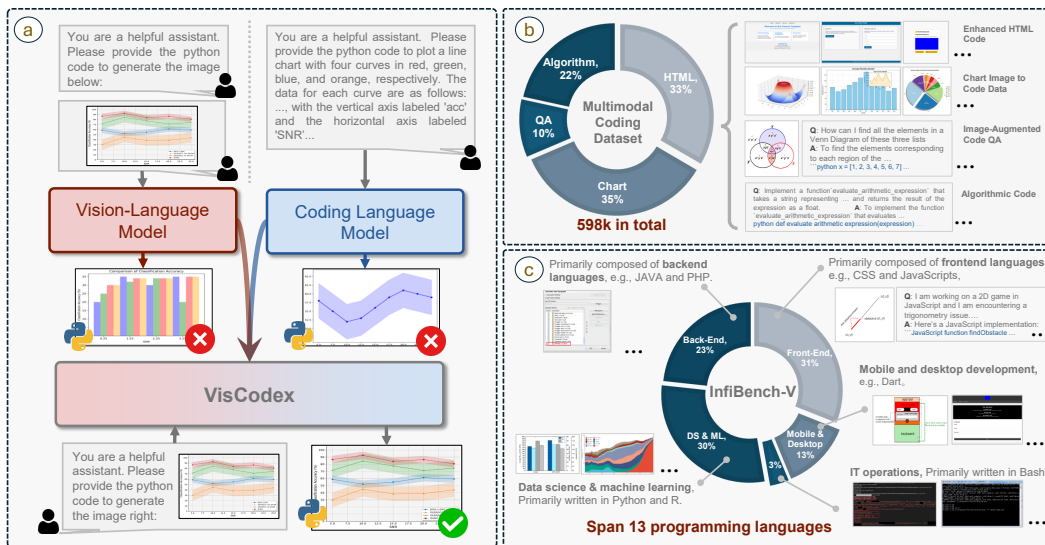 a
You are a helpful assistant.
Please provide the python
code to generate the image
below:
You are a helpful assistant. Please
provide the python code to plot a line
chart with four curves in red, green,
blue, and orange, respectively. The
data for each curve are as follows:
..., with the vertical axis labeled 'acc'
and the horizontal axis labeled
'SNR'...
Vision-Language
Model
Coding Language
Model
Comparison of Classification Accuracy
VisCodex
You are a helpful
assistant. Please
provide the python
code to generate
the image right:
b
Algorithm,
22%
HTML,
33%
QA
10%
Chart
35%
Multimodal
Coding
Dataset
598k in total
Enhanced HTML
Code
Chart Image to
Code Data
Q: How can I find all the elements in a
Venn Diagram of these three lists
A: To find the elements corresponding
to each region of the …
```python x = [1, 2, 3, 4, 5, 6, 7] …
Image-Augmented
Code QA
Q: Implement a function`evaluate_arithmetic_expression` that
takes a string representing … and returns the result of the
expression as a float. A: To implement the function
`evaluate_arithmetic_expression` that evaluates …
python def evaluate arithmetic expression(expression) …
Algorithmic Code
c
Primarily composed of backend
languages, e.g., JAVA and PHP.
Primarily composed of frontend languages
e.g., CSS and JavaScripts,
Q: I am working on a 2D game in
JavaScript and I am encountering a
trigonometry issue….
A: Here's a JavaScript implementation:
```JavaScript function findObstacle …
Back-End,
23%
Front-End,
31%
InfiBench-V
DS & ML,
30%
3%
Mobile &
Desktop
13%
Mobile and desktop development,
e.g., Dart。
Data science & machine learning,
Primarily written in Python and R.
IT operations, Primarily written in Bash
Span 13 programming languages